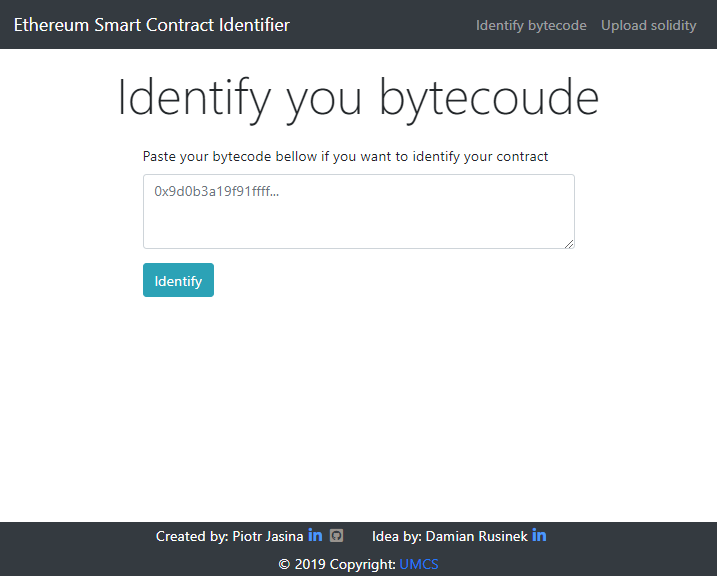 Ethereum Smart Contract Identifier Identify bytecode Upload solidity
Identify you bytecoude
Paste your bytecode bellow if you want to identify your contract
0x9d0b3a19f91ffff...
Identify
Created by: Piotr Jasina in Idea by: Damian Rusinek in
© 2019 Copyright: UMCS